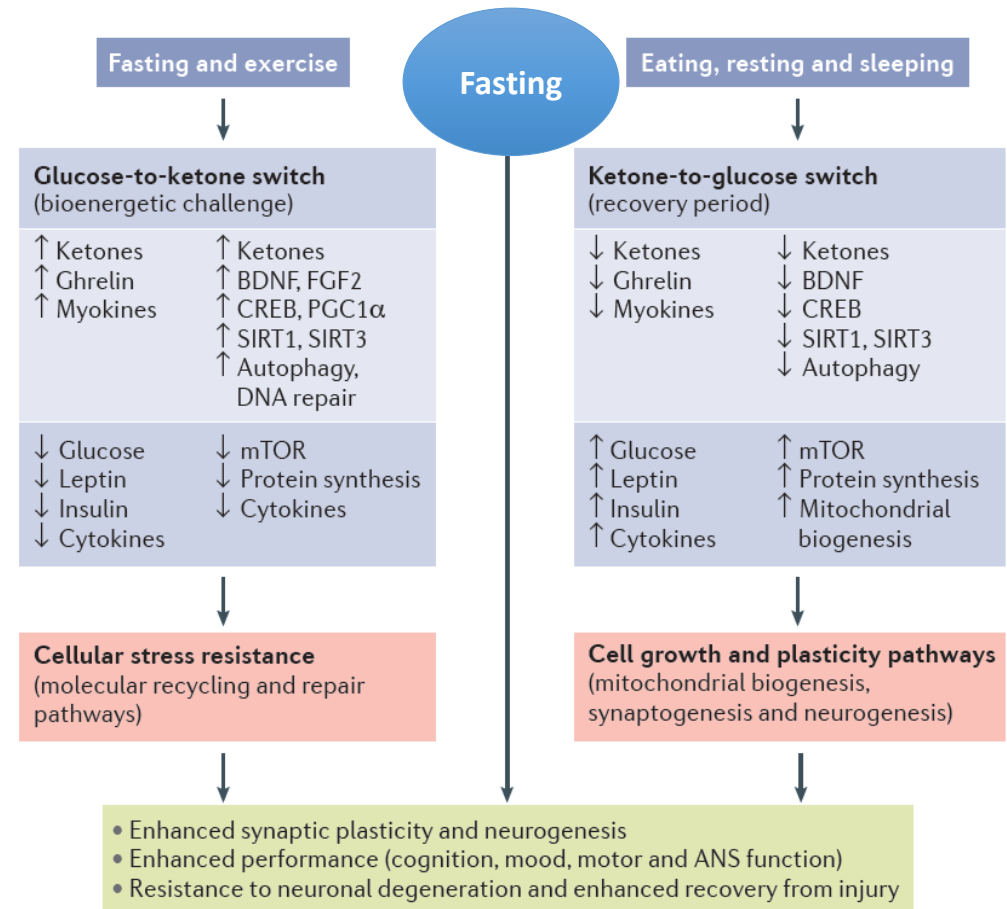 Fasting and exercise
Fasting
Eating, resting and sleeping
Glucose-to-ketone switch
(bioenergetic challenge)
↑ Ketones
↑ Ghrelin
↑ Myokines
↑ Ketones
↑ BDNF, FGF2
↑ CREB, PGC1α
↑ SIRT1, SIRT3
↑ Autophagy,
DNA repair
↓ Glucose
↓ Leptin
↓ Insulin
↓ Cytokines
↓ mTOR
↓ Protein synthesis
↓ Cytokines
Cellular stress resistance
(molecular recycling and repair
pathways)
Ketone-to-glucose switch
(recovery period)
↓ Ketones
↓ Ghrelin
↓ Myokines
↓ Ketones
↓ BDNF
↓ CREB
↓ SIRT1, SIRT3
↓ Autophagy
↑ Glucose
↑ Leptin
↑ Insulin
↑ Cytokines
↑ mTOR
↑ Protein synthesis
↑ Mitochondrial
biogenesis
Cell growth and plasticity pathways
(mitochondrial biogenesis,
synaptogenesis and neurogenesis)
• Enhanced synaptic plasticity and neurogenesis
• Enhanced performance (cognition, mood, motor and ANS function)
• Resistance to neuronal degeneration and enhanced recovery from injury